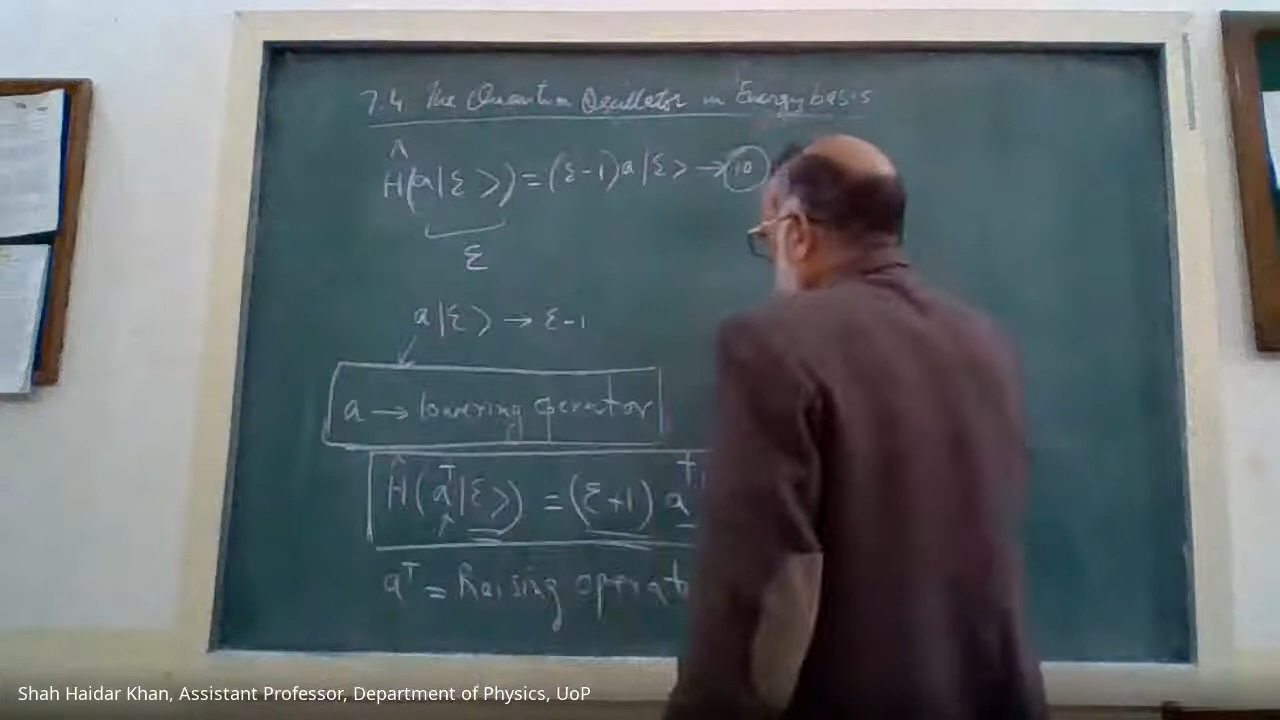 7.4 The Quantum Oscillator in Energy basis
Ĥ(a|ε>) = (ε-1)a|ε> → 10
ε
a|ε> → ε-1
a → lowering operator
Ĥ(a†|ε>) = (ε+1) a†
a† = Raising operat
Shah Haidar Khan, Assistant Professor, Department of Physics, UoP